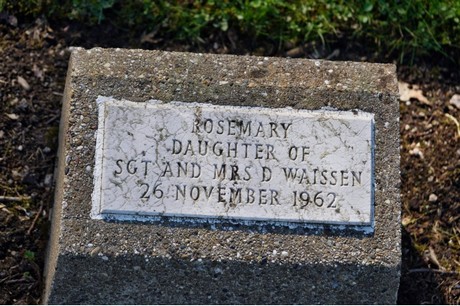 ROSEMARY
DAUGHTER OF
SGT AND MRS D WAISSEN
26 NOVEMBER 1962